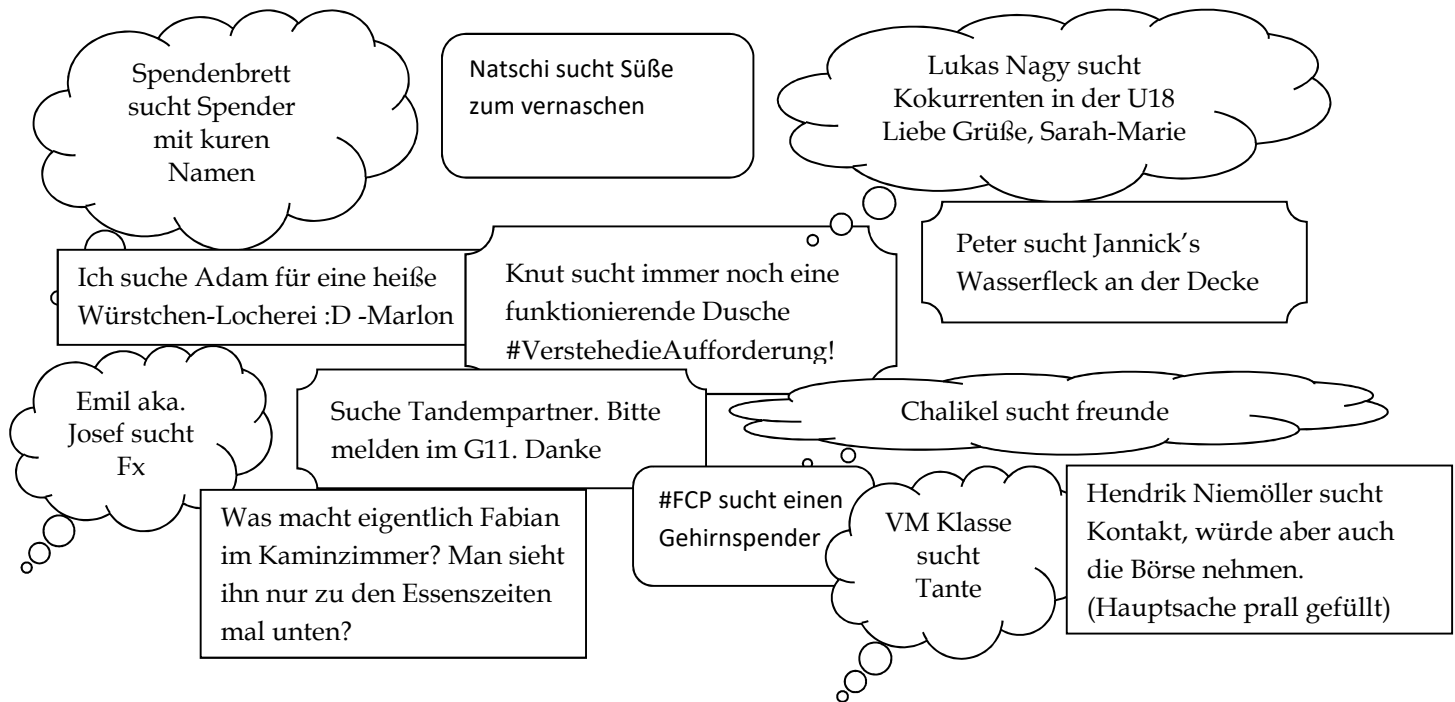 Spendenbrett
sucht Spender
mit kuren
Namen
Natschi sucht Süße
zum vernaschen
Lukas Nagy sucht
Kokurrenten in der U18
Liebe Grüße, Sarah-Marie
Peter sucht Jannick’s
Wasserfleck an der Decke
Ich suche Adam für eine heiße
Würstchen-Locherei :D -Marlon
Knut sucht immer noch eine
funktionierende Dusche
#VerstehedieAufforderung!
Emil aka.
Josef sucht
Fx
Suche Tandempartner. Bitte
melden im G11. Danke
Chalikel sucht freunde
Was macht eigentlich Fabian
im Kaminzimmer? Man sieht
ihn nur zu den Essenszeiten
mal unten?
#FCP sucht einen
Gehirnspender
VM Klasse
sucht
Tante
Hendrik Niemöller sucht
Kontakt, würde aber auch
die Börse nehmen.
(Hauptsache prall gefüllt)